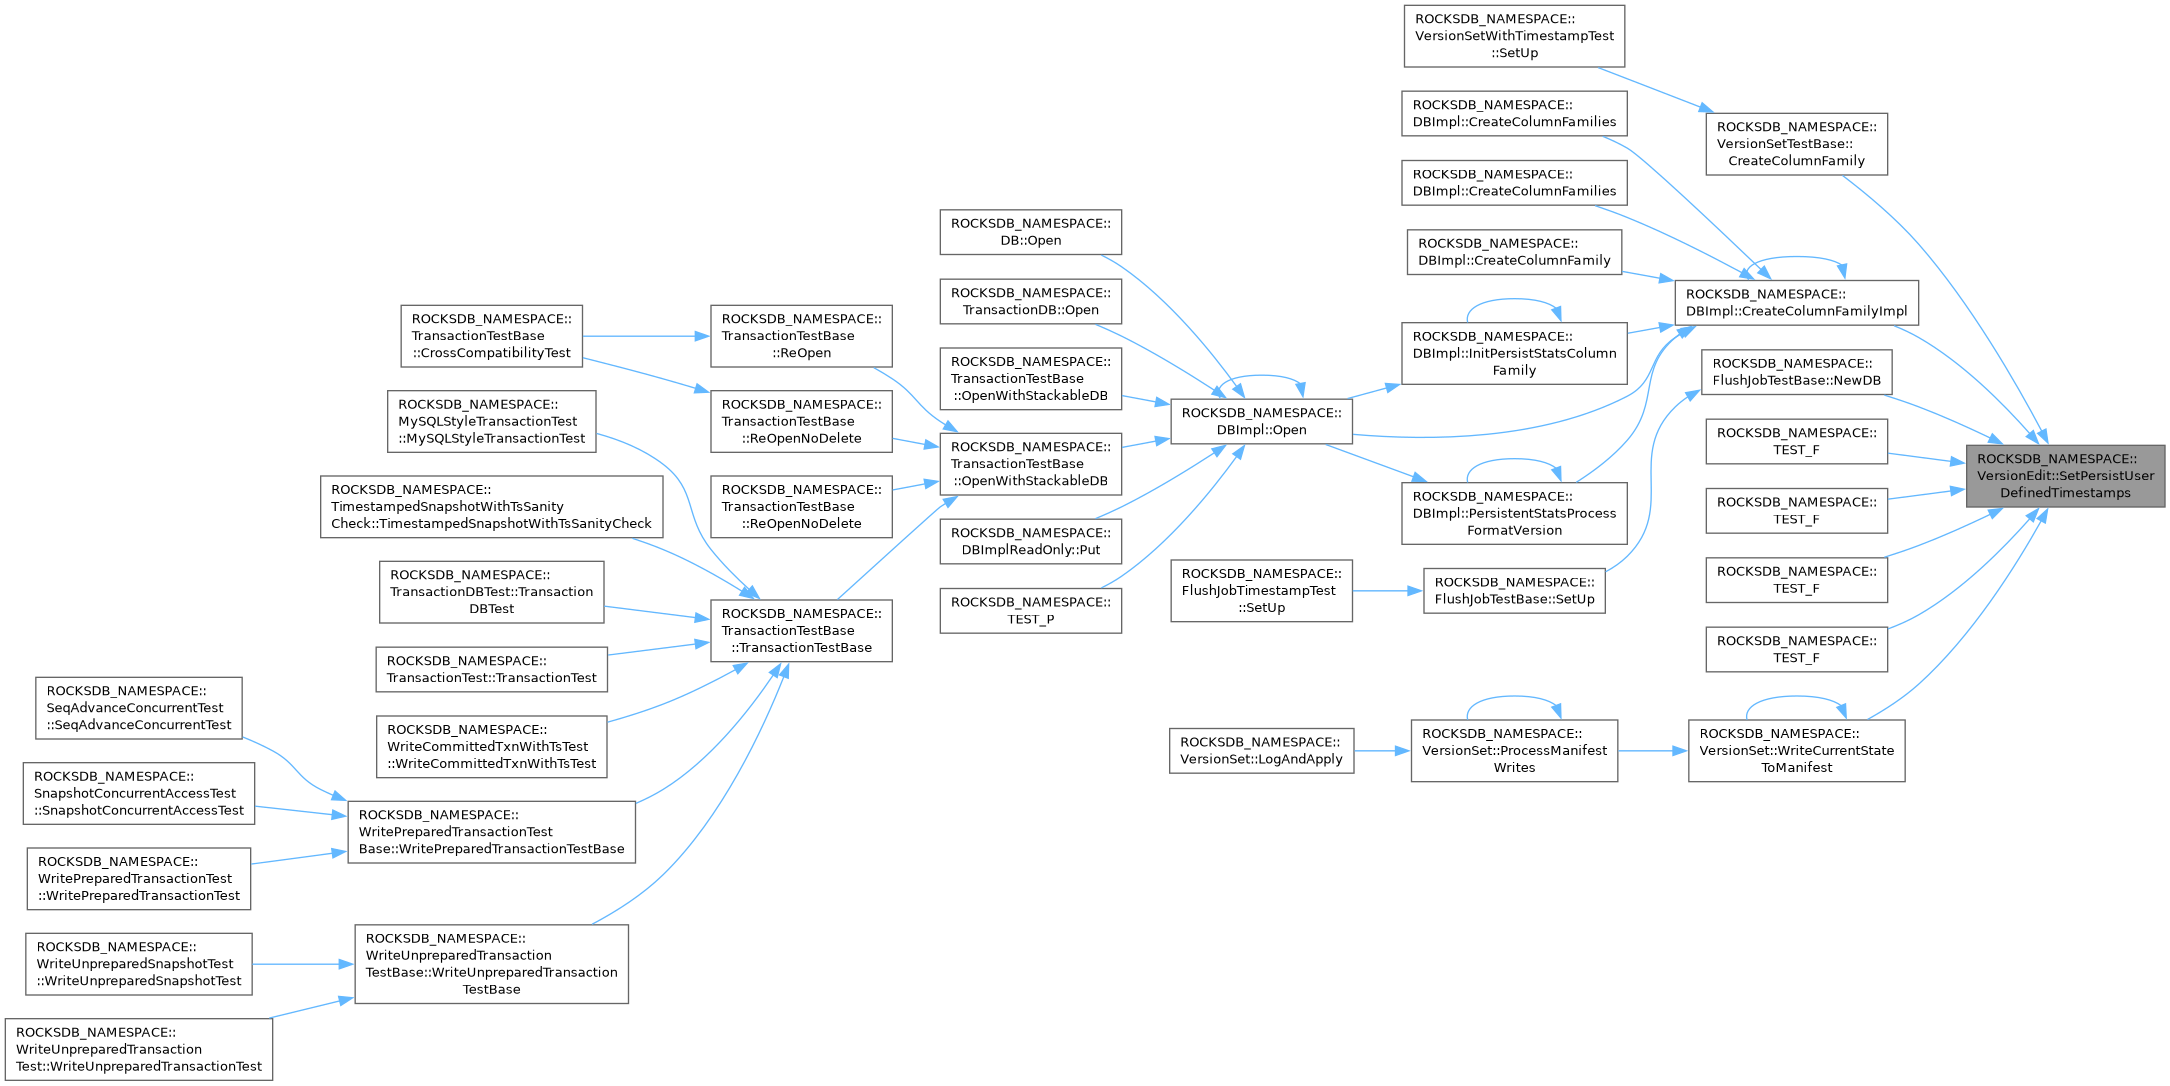 ROCKSDB_NAMESPACE::
VersionSetWithTimestampTest
::SetUp
ROCKSDB_NAMESPACE::
DBImpl::CreateColumnFamilies
ROCKSDB_NAMESPACE::
VersionSetTestBase::
CreateColumnFamily
ROCKSDB_NAMESPACE::
DBImpl::CreateColumnFamilies
ROCKSDB_NAMESPACE::
DB::Open
ROCKSDB_NAMESPACE::
DBImpl::CreateColumnFamily
ROCKSDB_NAMESPACE::
TransactionDB::Open
ROCKSDB_NAMESPACE::
DBImpl::CreateColumnFamilyImpl
ROCKSDB_NAMESPACE::
TransactionTestBase
::CrossCompatibilityTest
ROCKSDB_NAMESPACE::
TransactionTestBase
::ReOpen
ROCKSDB_NAMESPACE::
TransactionTestBase
::OpenWithStackableDB
ROCKSDB_NAMESPACE::
DBImpl::InitPersistStatsColumn
Family
ROCKSDB_NAMESPACE::
FlushJobTestBase::NewDB
ROCKSDB_NAMESPACE::
MySQLStyleTransactionTest
::MySQLStyleTransactionTest
ROCKSDB_NAMESPACE::
TransactionTestBase
::ReOpenNoDelete
ROCKSDB_NAMESPACE::
DBImpl::Open
ROCKSDB_NAMESPACE::
TEST_F
ROCKSDB_NAMESPACE::
TransactionTestBase
::OpenWithStackableDB
ROCKSDB_NAMESPACE::
VersionEdit::SetPersistUser
DefinedTimestamps
ROCKSDB_NAMESPACE::
TimestampedSnapshotWithTsSanity
Check::TimestampedSnapshotWithTsSanityCheck
ROCKSDB_NAMESPACE::
TransactionTestBase
::ReOpenNoDelete
ROCKSDB_NAMESPACE::
DBImpl::PersistentStatsProcess
FormatVersion
ROCKSDB_NAMESPACE::
TEST_F
ROCKSDB_NAMESPACE::
DBImplReadOnly::Put
ROCKSDB_NAMESPACE::
TransactionDBTest::Transaction
DBTest
ROCKSDB_NAMESPACE::
FlushJobTimestampTest
::SetUp
ROCKSDB_NAMESPACE::
FlushJobTestBase::SetUp
ROCKSDB_NAMESPACE::
TEST_F
ROCKSDB_NAMESPACE::
TEST_P
ROCKSDB_NAMESPACE::
TransactionTestBase
::TransactionTestBase
ROCKSDB_NAMESPACE::
TEST_F
ROCKSDB_NAMESPACE::
TransactionTest::TransactionTest
ROCKSDB_NAMESPACE::
SeqAdvanceConcurrentTest
::SeqAdvanceConcurrentTest
ROCKSDB_NAMESPACE::
WriteCommittedTxnWithTsTest
::WriteCommittedTxnWithTsTest
ROCKSDB_NAMESPACE::
VersionSet::LogAndApply
ROCKSDB_NAMESPACE::
VersionSet::ProcessManifest
Writes
ROCKSDB_NAMESPACE::
VersionSet::WriteCurrentState
ToManifest
ROCKSDB_NAMESPACE::
SnapshotConcurrentAccessTest
::SnapshotConcurrentAccessTest
ROCKSDB_NAMESPACE::
WritePreparedTransactionTest
Base::WritePreparedTransactionTestBase
ROCKSDB_NAMESPACE::
WritePreparedTransactionTest
::WritePreparedTransactionTest
ROCKSDB_NAMESPACE::
WriteUnpreparedSnapshotTest
::WriteUnpreparedSnapshotTest
ROCKSDB_NAMESPACE::
WriteUnpreparedTransaction
TestBase::WriteUnpreparedTransaction
TestBase
ROCKSDB_NAMESPACE::
WriteUnpreparedTransaction
Test::WriteUnpreparedTransactionTest